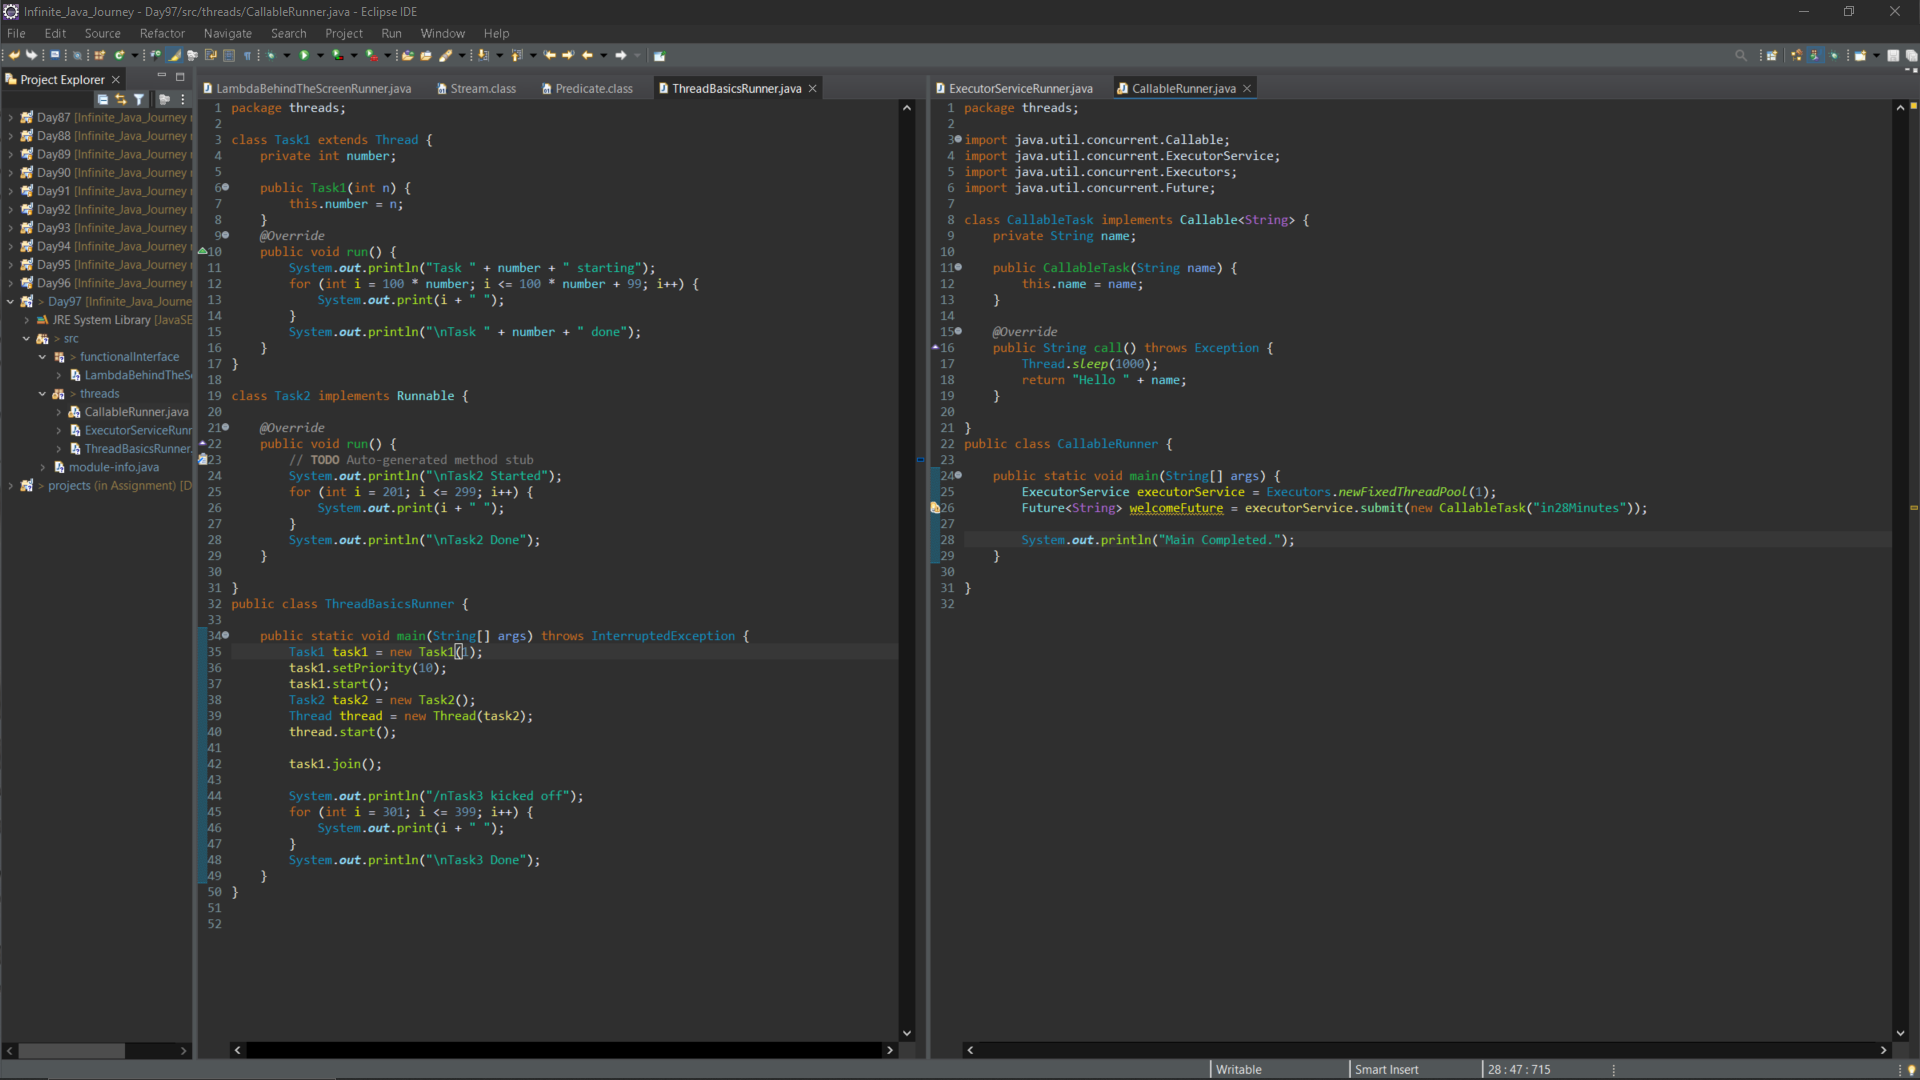 Infinite_Java_Journey - Day97/src/threads/CallableRunner.java - Eclipse IDE
File Edit Source Refactor Navigate Search Project Run Window Help
Project Explorer
Day87 [Infinite_Java_Journey
Day88 [Infinite_Java_Journey
Day89 [Infinite_Java_Journey
Day90 [Infinite_Java_Journey
Day91 [Infinite_Java_Journey
Day92 [Infinite_Java_Journey
Day93 [Infinite_Java_Journey
Day94 [Infinite_Java_Journey
Day95 [Infinite_Java_Journey
Day96 [Infinite_Java_Journey
> Day97 [Infinite_Java_Journe
JRE System Library [JavaSE
> src
> functionalInterface
LambdaBehindTheS
> threads
CallableRunner.java
ExecutorServiceRunn
ThreadBasicsRunner.
module-info.java
> projects (in Assignment) [D
LambdaBehindTheScreenRunner.java Stream.class Predicate.class ThreadBasicsRunner.java
1 package threads;
2
3 class Task1 extends Thread {
4 private int number;
5
6 public Task1(int n) {
7 this.number = n;
8 }
9 @Override
10 public void run() {
11 System.out.println("Task " + number + " starting");
12 for (int i = 100 * number; i <= 100 * number + 99; i++) {
13 System.out.print(i + " ");
14 }
15 System.out.println("\nTask " + number + " done");
16 }
17 }
18
19 class Task2 implements Runnable {
20
21 @Override
22 public void run() {
23 // TODO Auto-generated method stub
24 System.out.println("\nTask2 Started");
25 for (int i = 201; i <= 299; i++) {
26 System.out.print(i + " ");
27 }
28 System.out.println("\nTask2 Done");
29 }
30
31 }
32 public class ThreadBasicsRunner {
33
34 public static void main(String[] args) throws InterruptedException {
35 Task1 task1 = new Task1(1);
36 task1.setPriority(10);
37 task1.start();
38 Task2 task2 = new Task2();
39 Thread thread = new Thread(task2);
40 thread.start();
41
42 task1.join();
43
44 System.out.println("/nTask3 kicked off");
45 for (int i = 301; i <= 399; i++) {
46 System.out.print(i + " ");
47 }
48 System.out.println("\nTask3 Done");
49 }
50 }
51
52
ExecutorServiceRunner.java CallableRunner.java
1 package threads;
2
3 import java.util.concurrent.Callable;
4 import java.util.concurrent.ExecutorService;
5 import java.util.concurrent.Executors;
6 import java.util.concurrent.Future;
7
8 class CallableTask implements Callable<String> {
9 private String name;
10
11 public CallableTask(String name) {
12 this.name = name;
13 }
14
15 @Override
16 public String call() throws Exception {
17 Thread.sleep(1000);
18 return "Hello " + name;
19 }
20
21 }
22 public class CallableRunner {
23
24 public static void main(String[] args) {
25 ExecutorService executorService = Executors.newFixedThreadPool(1);
26 Future<String> welcomeFuture = executorService.submit(new CallableTask("in28Minutes"));
27
28 System.out.println("Main Completed.");
29 }
30
31 }
32
Writable Smart Insert 28 : 47 : 715